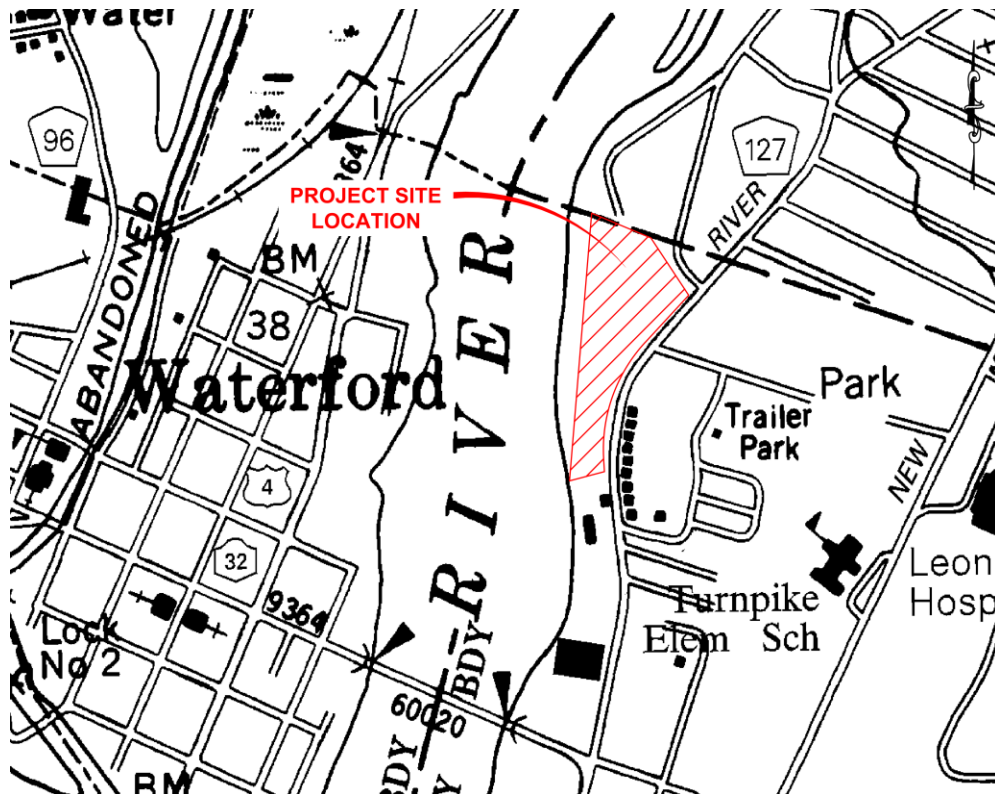 Water
96
127
364
PROJECT SITE
LOCATION
RIVER
ABANDONED
BM
38
Waterford
RIVER
Park
Trailer
Park
4
NEW
32
9364
Leon
Hosp
Turnpike
Elem Sch
Lock
No 2
BDY
60020
BDY
BM